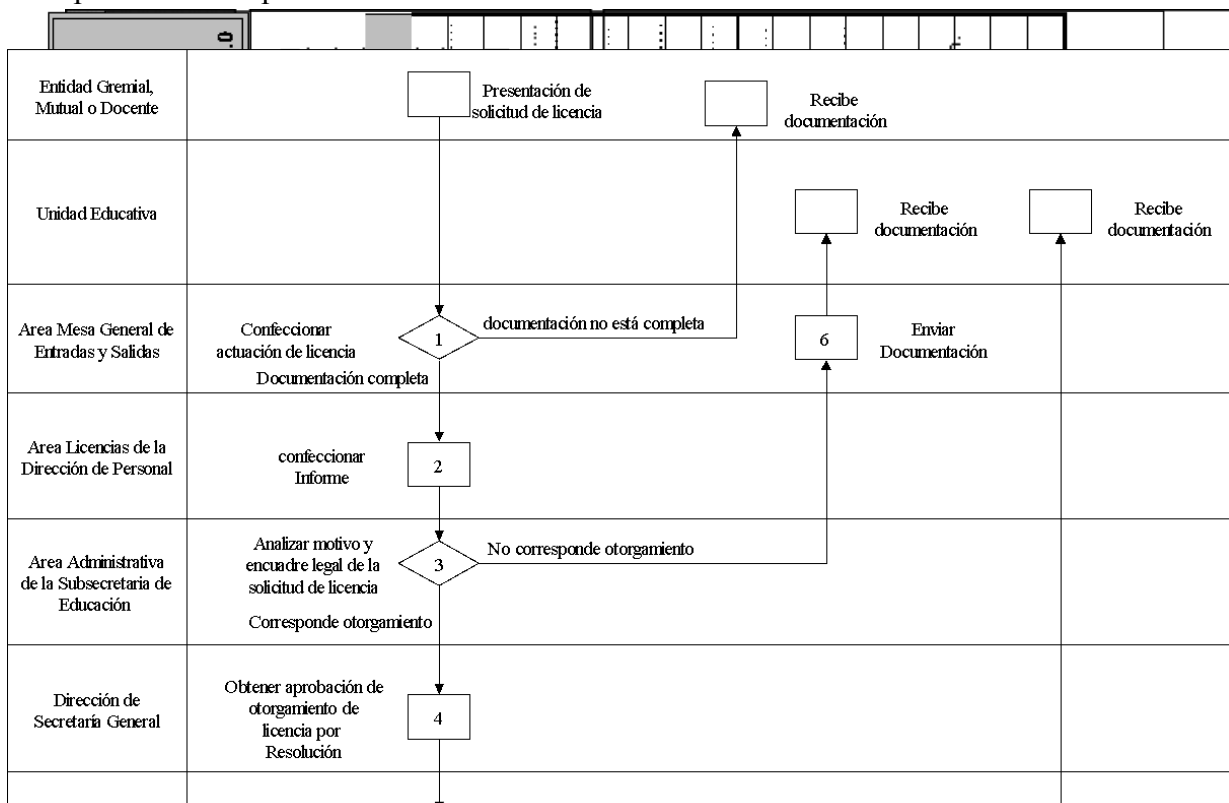 Entidad Gremial,
Mutual o Docente
Presentación de
solicitud de licencia
Recibe
documentación
Unidad Educativa
Recibe
documentación
Recibe
documentación
Area Mesa General de
Entradas y Salidas
Confeccionar
actuación de licencia
1
documentación no está completa
6
Enviar
Documentación
Documentación completa
Area Licencias de la
Dirección de Personal
confeccionar
Informe
2
Area Administrativa
de la Subsecretaria de
Educación
Analizar motivo y
encuadre legal de la
solicitud de licencia
3
No corresponde otorgamiento
Corresponde otorgamiento
Dirección de
Secretaría General
Obtener aprobación de
otorgamiento de
licencia por
Resolución
4